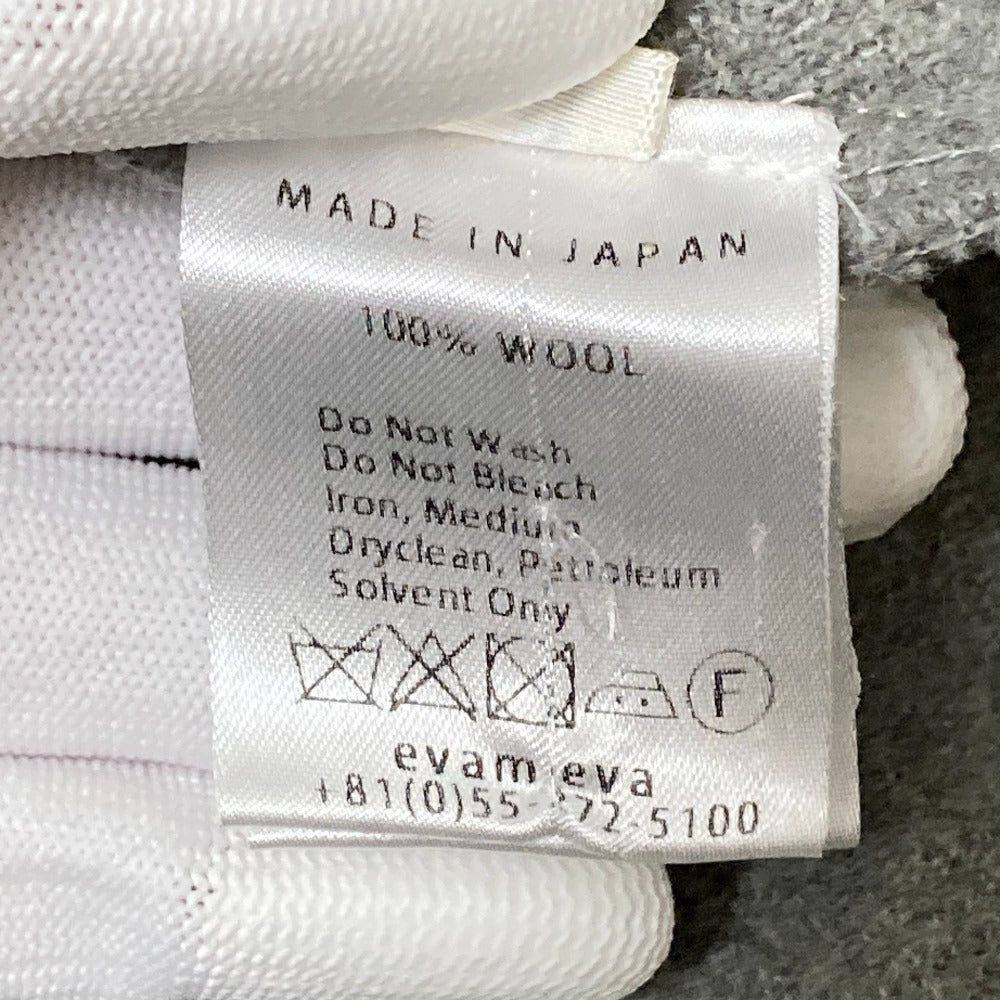 MADE IN JAPAN
100% WOOL
Do Not Wash
Do Not Bleach
Iron, Medium
Dryclean, Petroleum
Solvent Only
F
evam eva
+81(0)55 72-5100